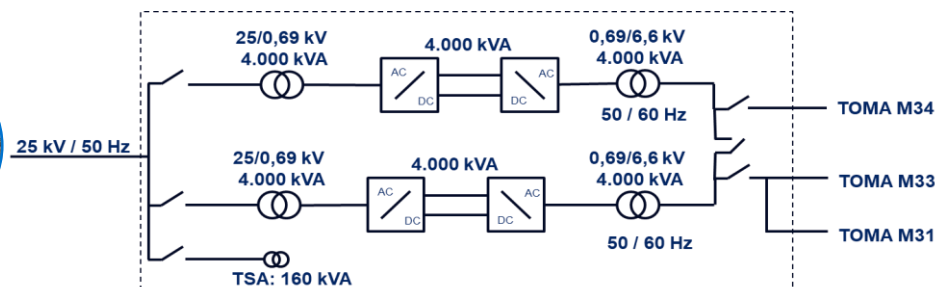 25/0,69 kV
4.000 kVA
4.000 kVA
0,69/6,6 kV
4.000 kVA
AC
DC
AC
DC
50 / 60 Hz
TOMA M34
25 kV / 50 Hz
25/0,69 kV
4.000 kVA
4.000 kVA
0,69/6,6 kV
4.000 kVA
AC
DC
AC
DC
50 / 60 Hz
TOMA M33
TOMA M31
TSA: 160 kVA